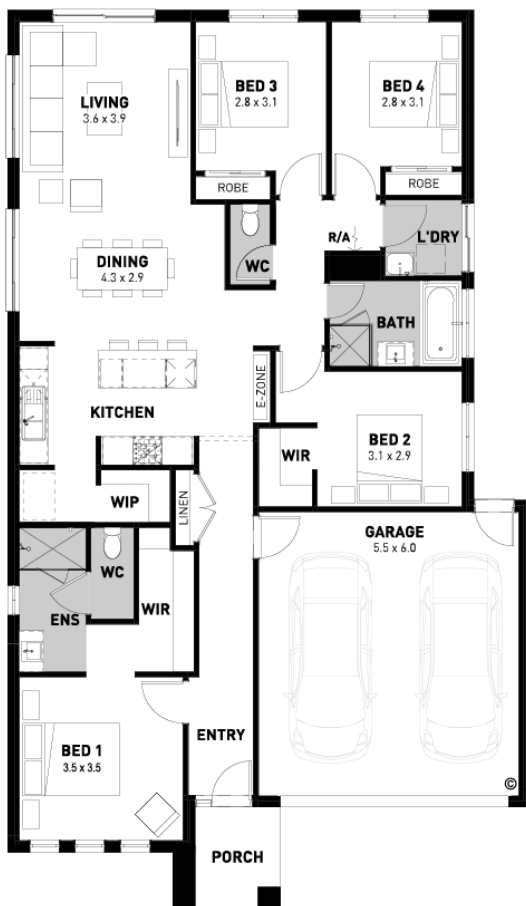 LIVING
3.6 x 3.9
BED 3
2.8 x 3.1
BED 4
2.8 x 3.1
ROBE
ROBE
R/A
L'DRY
WC
DINING
4.3 x 2.9
BATH
E-ZONE
KITCHEN
WIR
BED 2
3.1 x 2.9
WIP
LINEN
GARAGE
5.5 x 6.0
WC
WIR
ENS
ENTRY
BED 1
3.5 x 3.5
©
PORCH